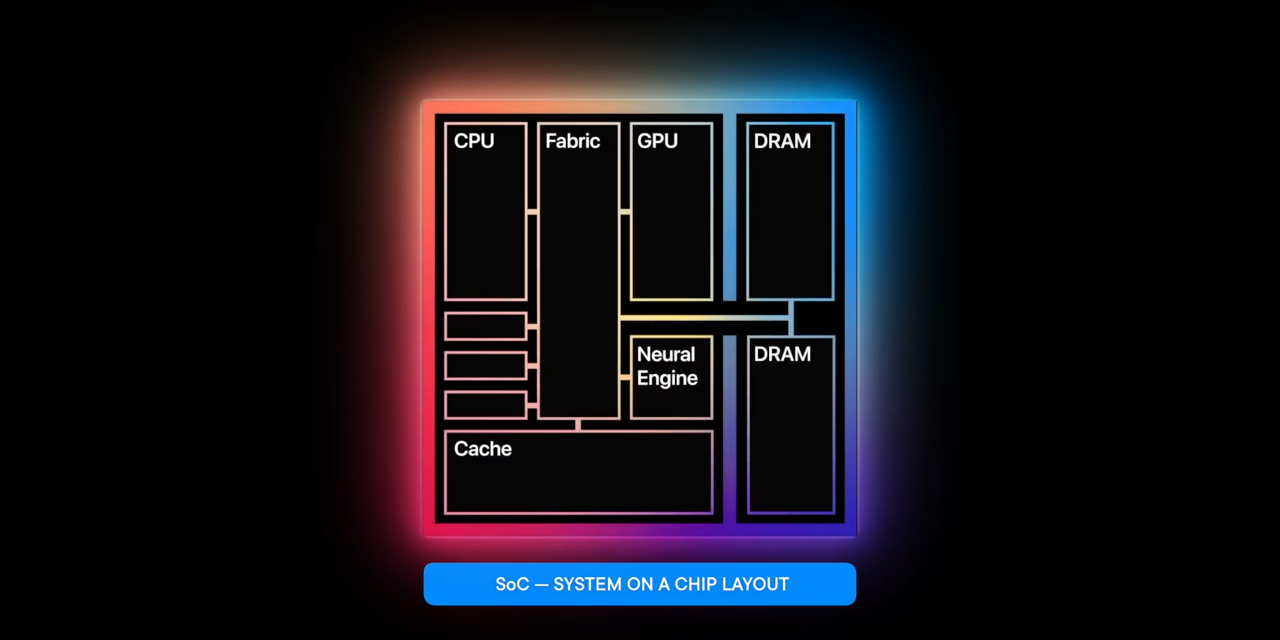 CPU
Fabric
GPU
DRAM
Neural
Engine
DRAM
Cache
SoC — SYSTEM ON A CHIP LAYOUT